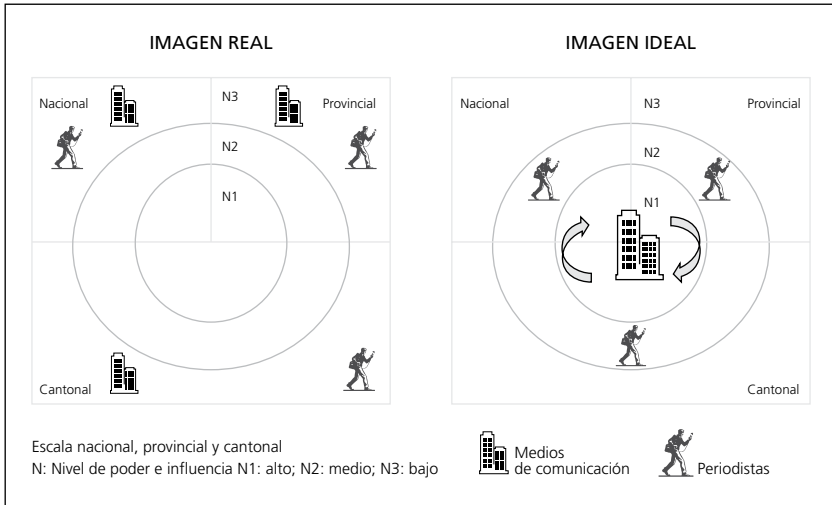 IMAGEN REAL
Nacional
N3
Provincial
N2
N1
Cantonal
IMAGEN IDEAL
Nacional
N3
Provincial
N2
N1
Cantonal
Escala nacional, provincial y cantonal
N: Nivel de poder e influencia N1: alto; N2: medio; N3: bajo
Medios
de comunicación
Periodistas